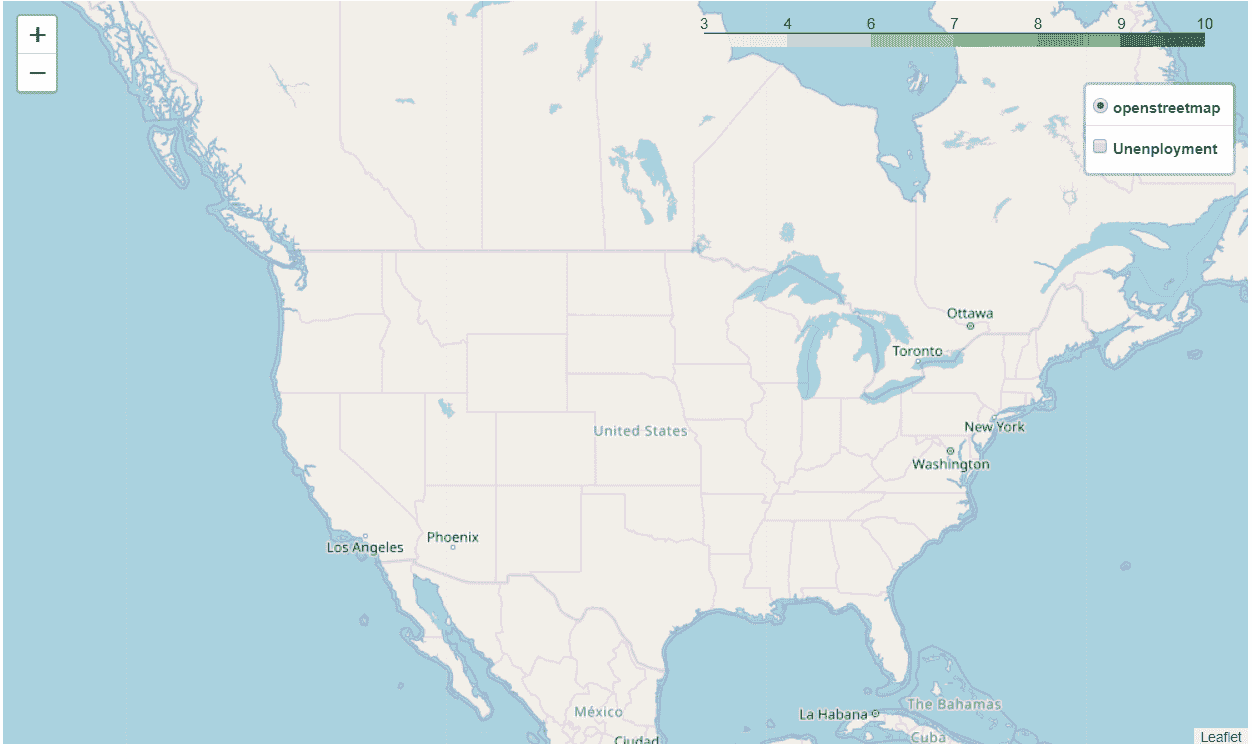 +
−
3 4 6 7 8 9 10
openstreetmap
Unenployment
Ottawa
Toronto
United States
New York
Washington
Los Angeles
Phoenix
México
Ciudad
La Habana
The Bahamas
Cuba
Leaflet